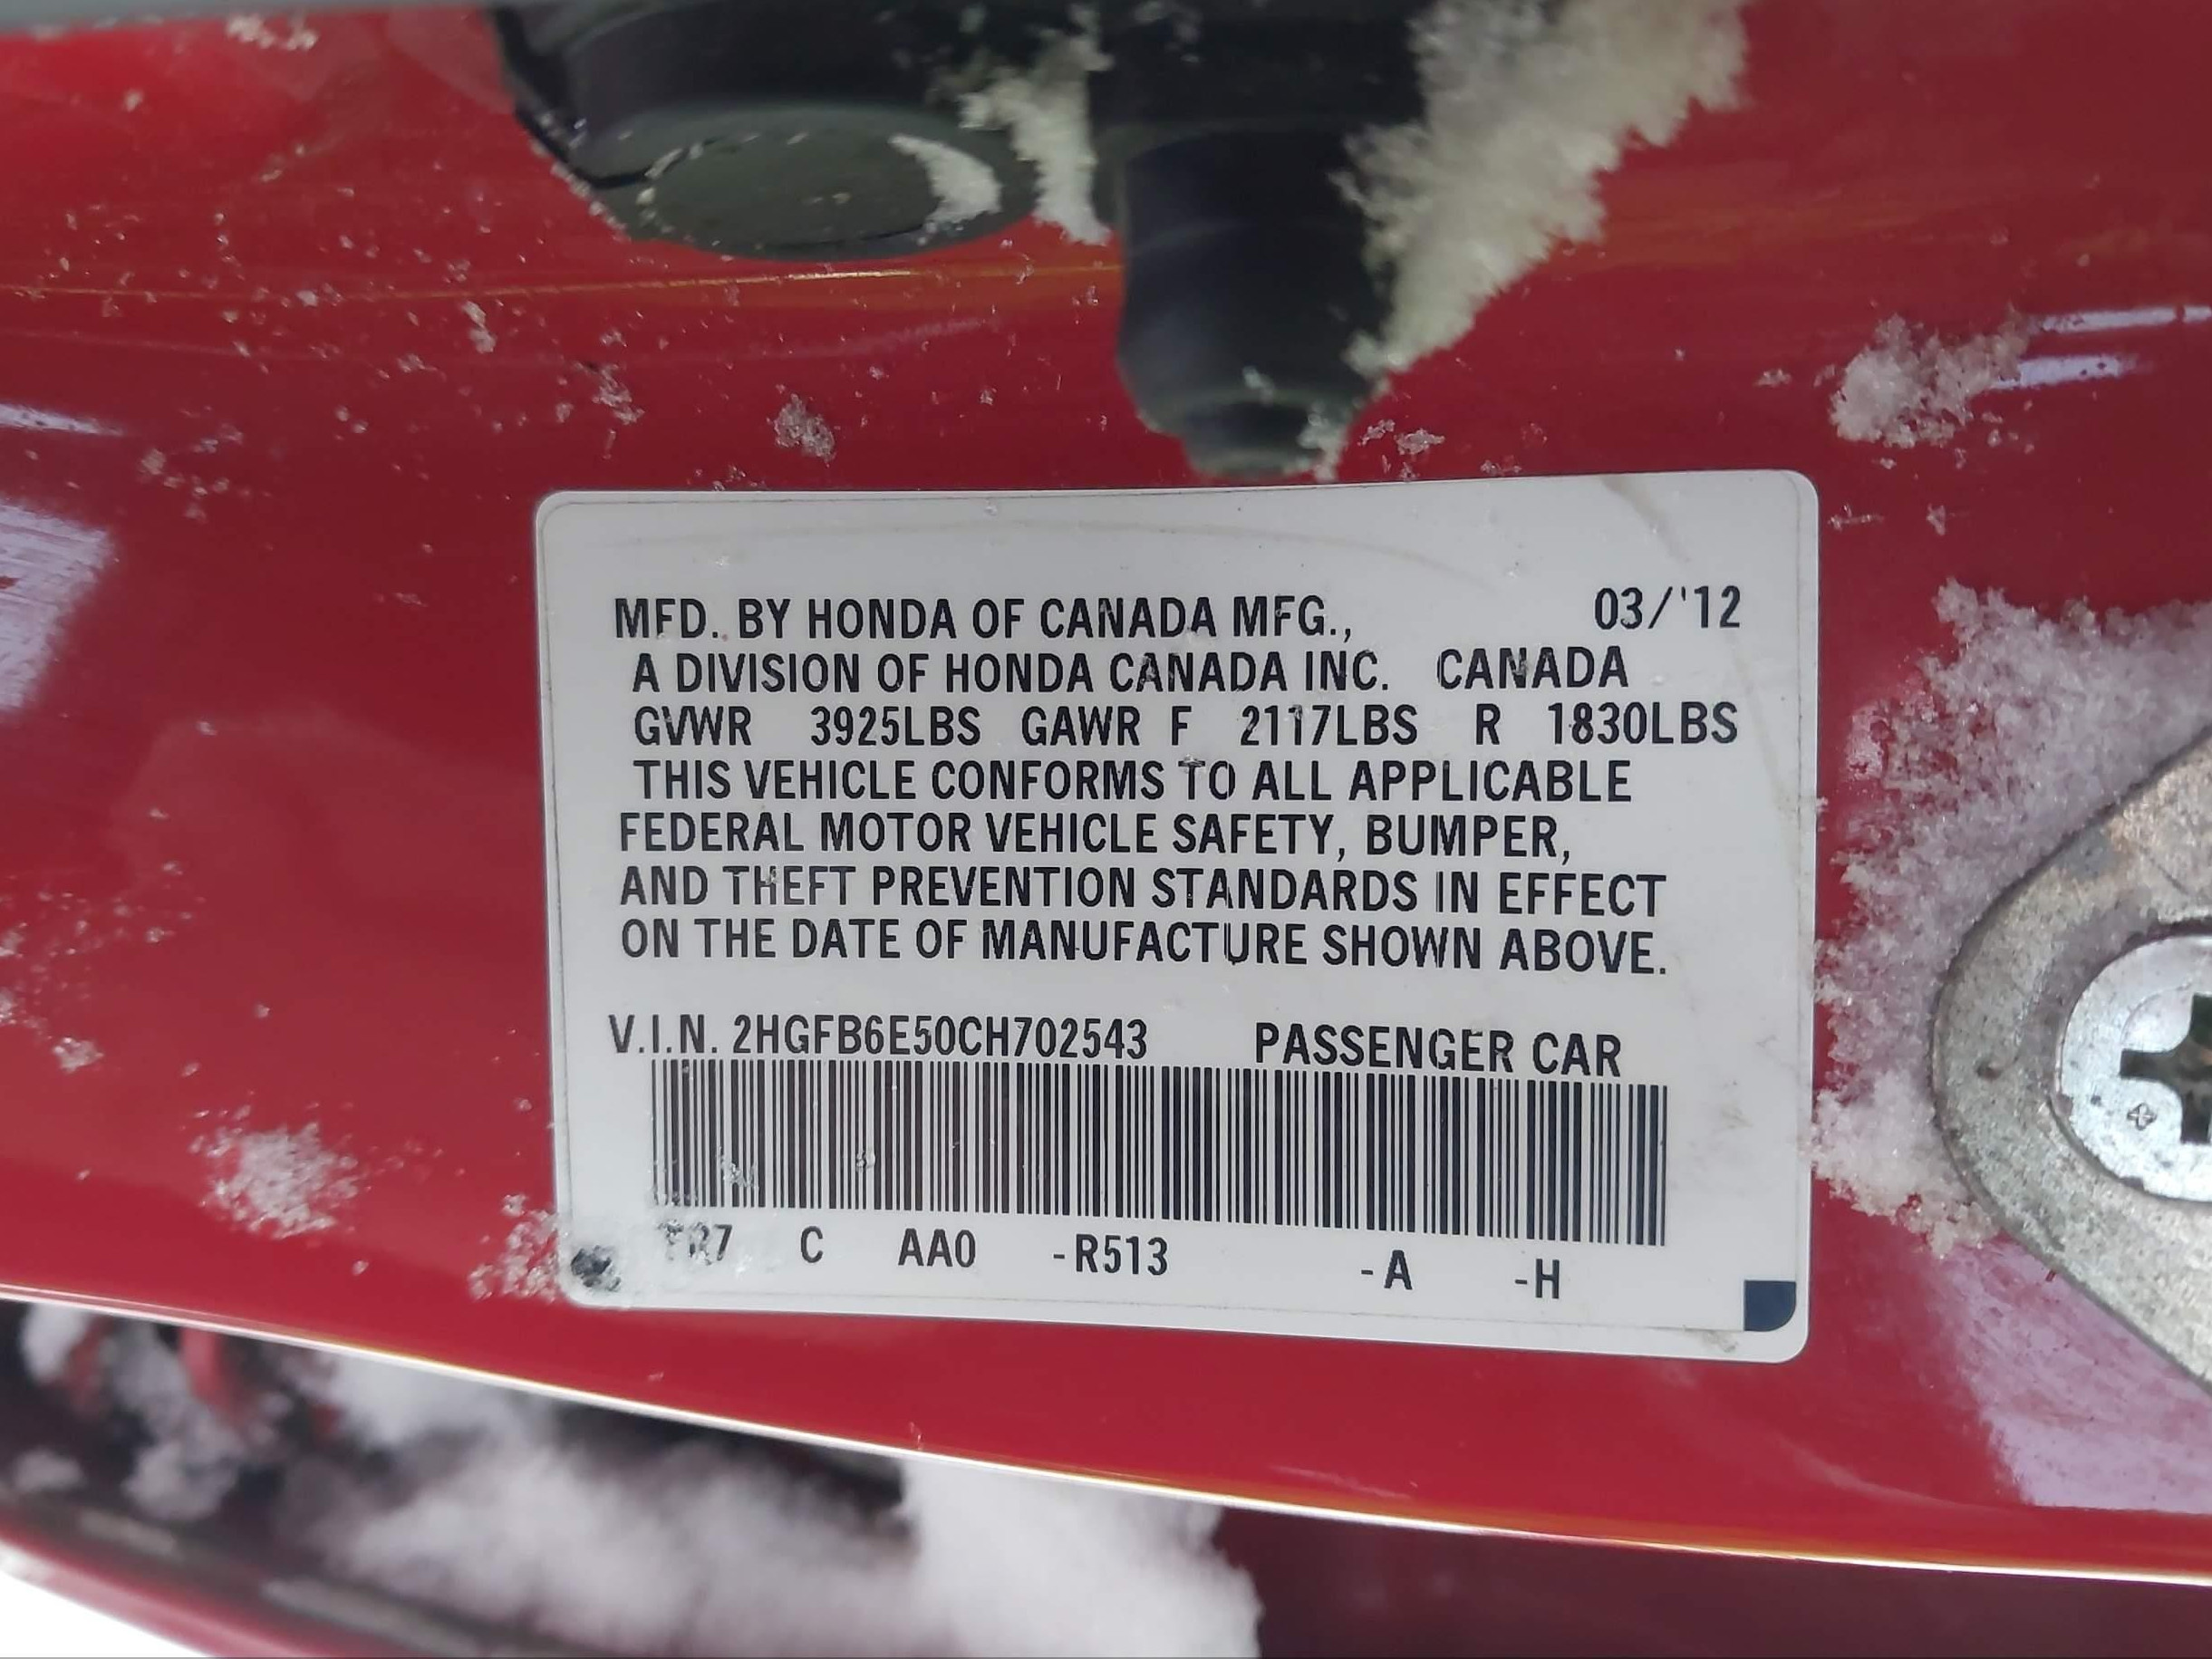 MFD. BY HONDA OF CANADA MFG., 03/'12
A DIVISION OF HONDA CANADA INC. CANADA
GVWR 3925LBS GAWR F 2117LBS R 1830LBS
THIS VEHICLE CONFORMS TO ALL APPLICABLE
FEDERAL MOTOR VEHICLE SAFETY, BUMPER,
AND THEFT PREVENTION STANDARDS IN EFFECT
ON THE DATE OF MANUFACTURE SHOWN ABOVE.
V.I.N. 2HGFB6E50CH702543 PASSENGER CAR
C AA0 -R513 -A -H